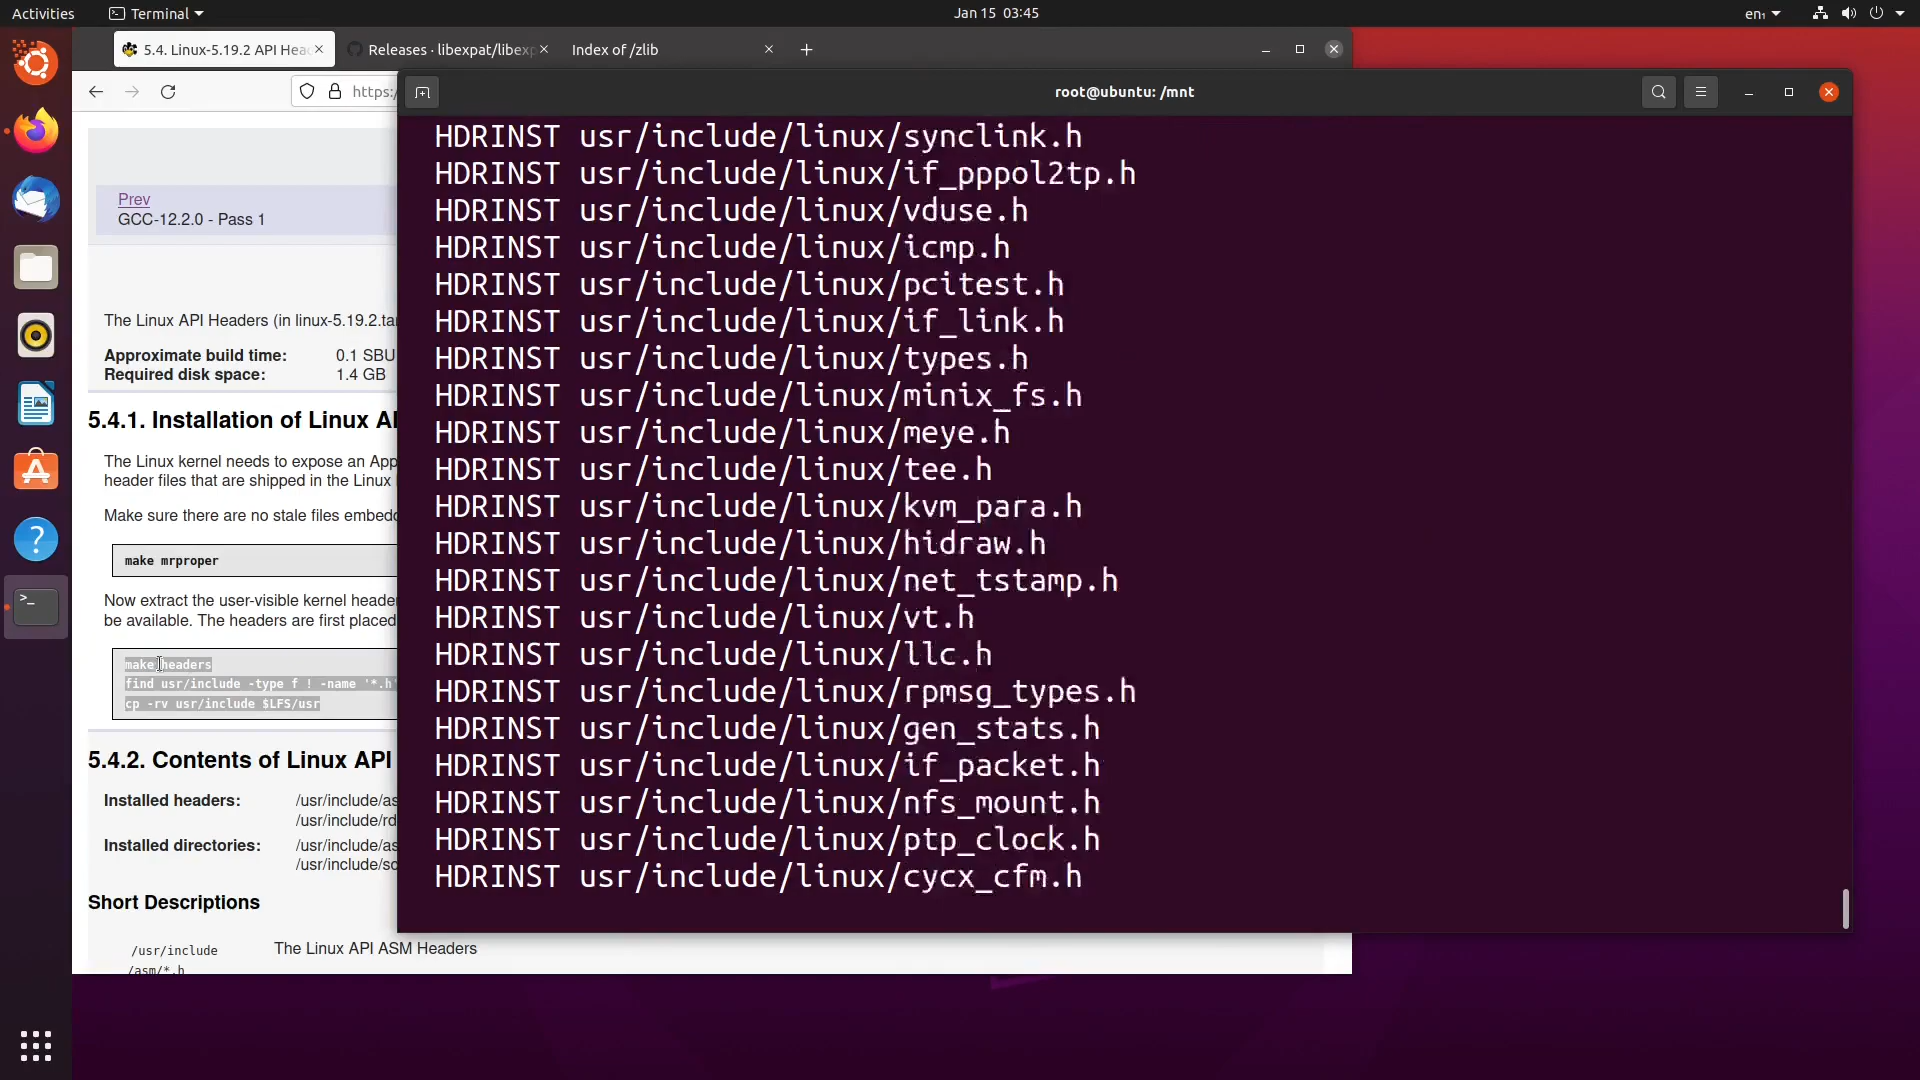 Activities
Terminal
Jan 15 03:45
en₁
5.4. Linux-5.19.2 API Head
Releases · libexpat/libexp
Index of /zlib
https:/
root@ubuntu: /mnt
Prev
GCC-12.2.0 - Pass 1
The Linux API Headers (in linux-5.19.2.ta
Approximate build time: 0.1 SBU
Required disk space: 1.4 GB
5.4.1. Installation of Linux AP
The Linux kernel needs to expose an App
header files that are shipped in the Linux
Make sure there are no stale files embedd
make mrproper
Now extract the user-visible kernel header
be available. The headers are first placed
make headers
find usr/include -type f ! -name '*.h'
cp -rv usr/include $LFS/usr
5.4.2. Contents of Linux API
Installed headers: /usr/include/as
/usr/include/rd
Installed directories: /usr/include/as
/usr/include/sc
Short Descriptions
/usr/include
/asm/*.h
The Linux API ASM Headers
HDRINST usr/include/linux/synclink.h
HDRINST usr/include/linux/if_pppol2tp.h
HDRINST usr/include/linux/vduse.h
HDRINST usr/include/linux/icmp.h
HDRINST usr/include/linux/pcitest.h
HDRINST usr/include/linux/if_link.h
HDRINST usr/include/linux/types.h
HDRINST usr/include/linux/minix_fs.h
HDRINST usr/include/linux/meye.h
HDRINST usr/include/linux/tee.h
HDRINST usr/include/linux/kvm_para.h
HDRINST usr/include/linux/hidraw.h
HDRINST usr/include/linux/net_tstamp.h
HDRINST usr/include/linux/vt.h
HDRINST usr/include/linux/llc.h
HDRINST usr/include/linux/rpmsg_types.h
HDRINST usr/include/linux/gen_stats.h
HDRINST usr/include/linux/if_packet.h
HDRINST usr/include/linux/nfs_mount.h
HDRINST usr/include/linux/ptp_clock.h
HDRINST usr/include/linux/cycx_cfm.h